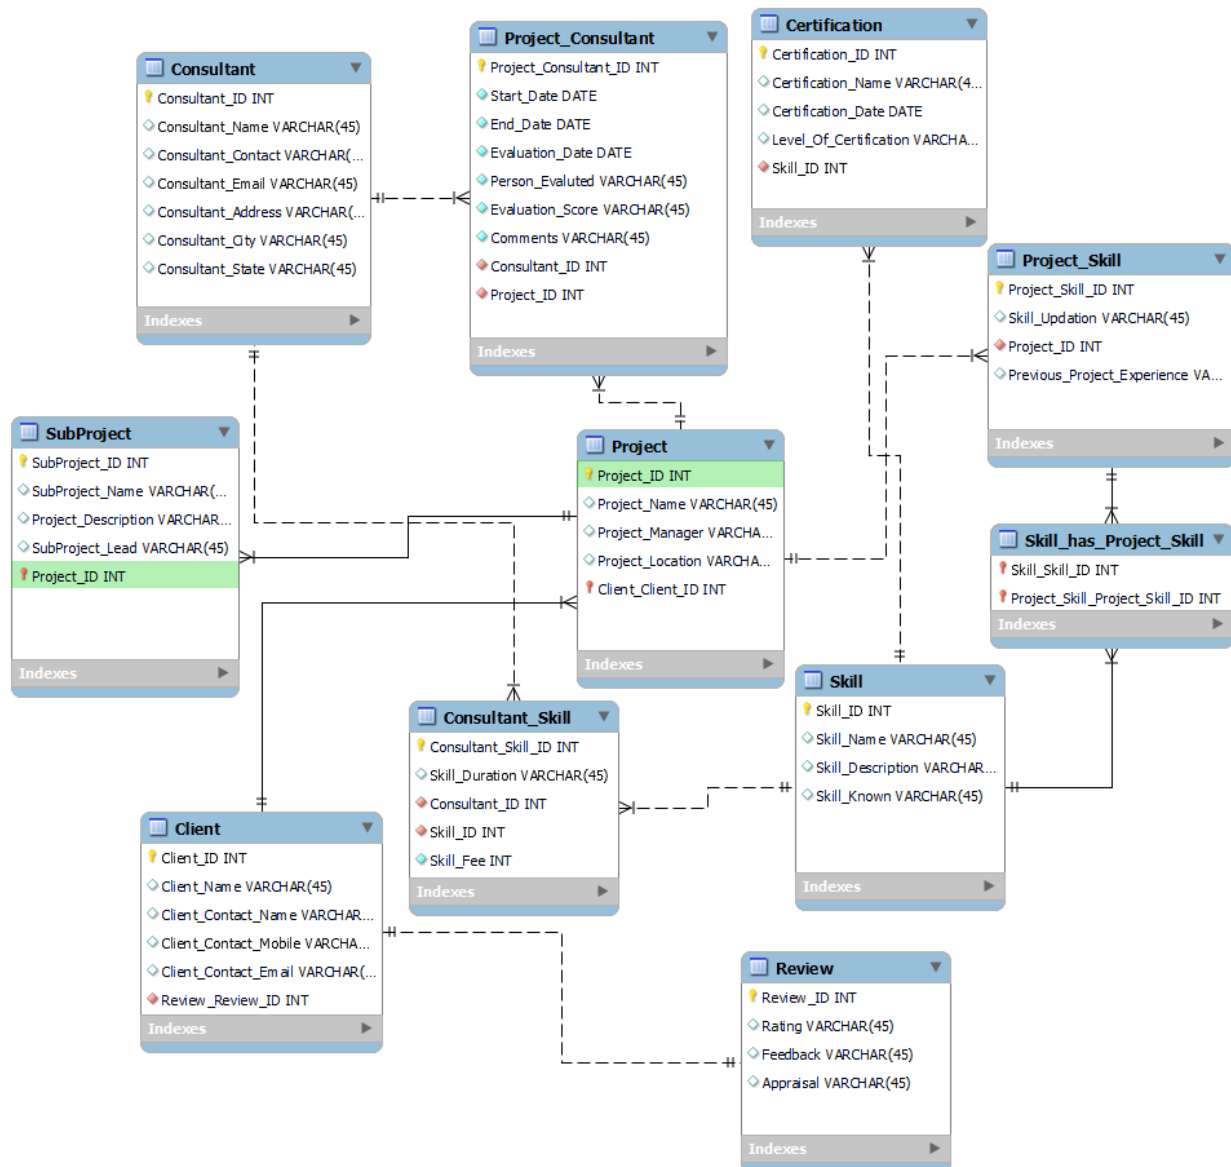 Consultant
Consultant_ID INT
Consultant_Name VARCHAR(45)
Consultant_Contact VARCHAR(...
Consultant_Email VARCHAR(45)
Consultant_Address VARCHAR(...
Consultant_City VARCHAR(45)
Consultant_State VARCHAR(45)
Indexes
Project_Consultant
Project_Consultant_ID INT
Start_Date DATE
End_Date DATE
Evaluation_Date DATE
Person_Evaluted VARCHAR(45)
Evaluation_Score VARCHAR(45)
Comments VARCHAR(45)
Consultant_ID INT
Project_ID INT
Indexes
Certification
Certification_ID INT
Certification_Name VARCHAR(4...
Certification_Date DATE
Level_Of_Certification VARCHA...
Skill_ID INT
Indexes
Project_Skill
Project_Skill_ID INT
Skill_Updation VARCHAR(45)
Project_ID INT
Previous_Project_Experience VA...
Indexes
SubProject
SubProject_ID INT
SubProject_Name VARCHAR(...
Project_Description VARCHAR...
SubProject_Lead VARCHAR(45)
Project_ID INT
Indexes
Project
Project_ID INT
Project_Name VARCHAR(45)
Project_Manager VARCHA...
Project_Location VARCHA...
Client_Client_ID INT
Indexes
Skill_has_Project_Skill
Skill_Skill_ID INT
Project_Skill_Project_Skill_ID INT
Indexes
Consultant_Skill
Consultant_Skill_ID INT
Skill_Duration VARCHAR(45)
Consultant_ID INT
Skill_ID INT
Skill_Fee INT
Indexes
Skill
Skill_ID INT
Skill_Name VARCHAR(45)
Skill_Description VARCHAR...
Skill_Known VARCHAR(45)
Indexes
Client
Client_ID INT
Client_Name VARCHAR(45)
Client_Contact_Name VARCHAR...
Client_Contact_Mobile VARCHA...
Client_Contact_Email VARCHAR(...
Review_Review_ID INT
Indexes
Review
Review_ID INT
Rating VARCHAR(45)
Feedback VARCHAR(45)
Appraisal VARCHAR(45)
Indexes